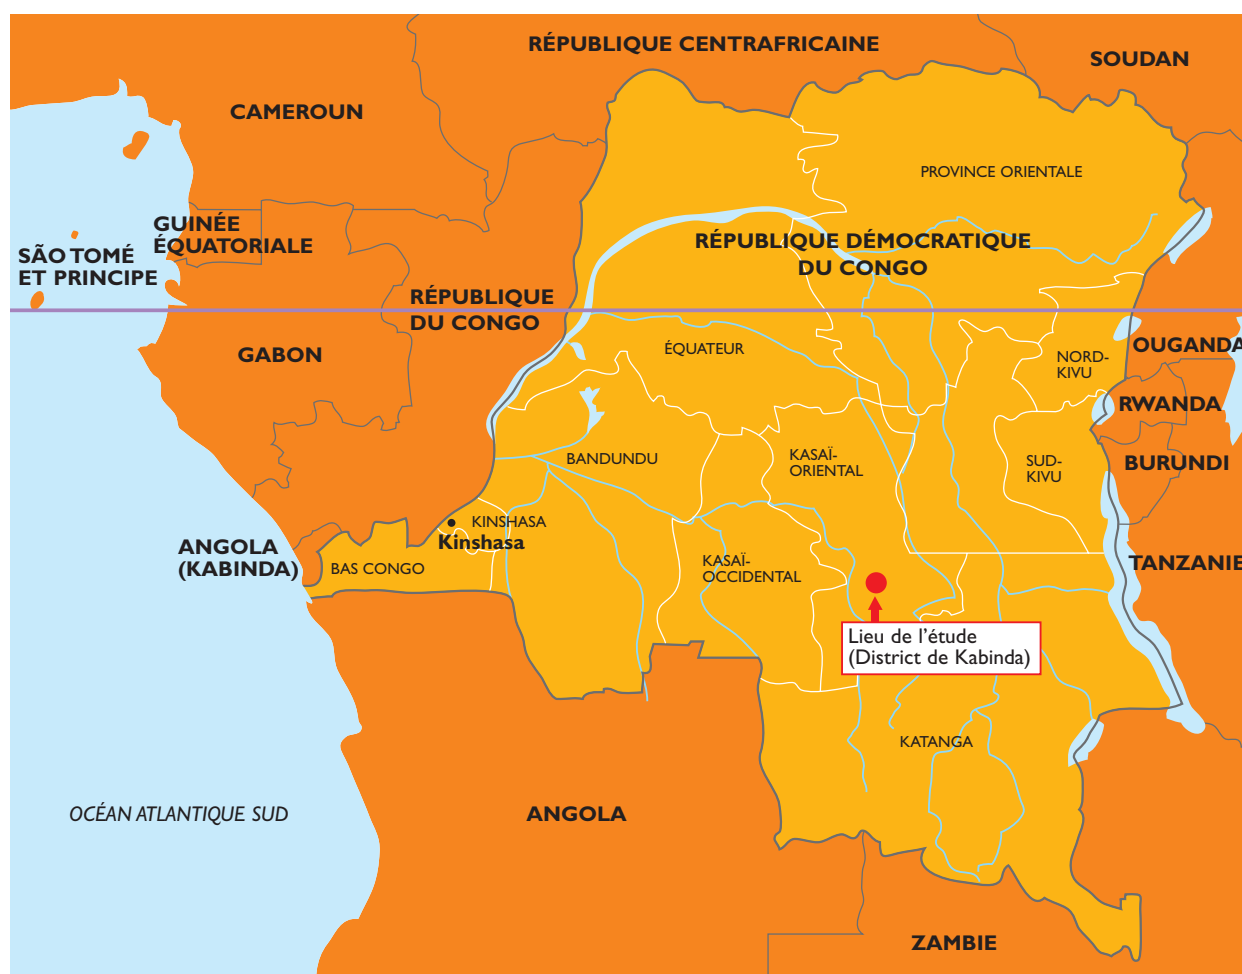 RÉPUBLIQUE CENTRAFRICAINE
SOUDAN
CAMEROUN
PROVINCE ORIENTALE
GUINÉE
ÉQUATORIALE
SÃO TOMÉ
ET PRINCIPE
RÉPUBLIQUE DÉMOCRATIQUE
DU CONGO
RÉPUBLIQUE
DU CONGO
GABON
ÉQUATEUR
NORD-
KIVU
OUGANDA
RWANDA
BANDUNDU
KASAÏ-
ORIENTAL
SUD-
KIVU
BURUNDI
KINSHASA
Kinshasa
ANGOLA
(KABINDA)
BAS CONGO
KASAÏ-
OCCIDENTAL
TANZANIE
Lieu de l’étude
(District de Kabinda)
KATANGA
OCÉAN ATLANTIQUE SUD
ANGOLA
ZAMBIE